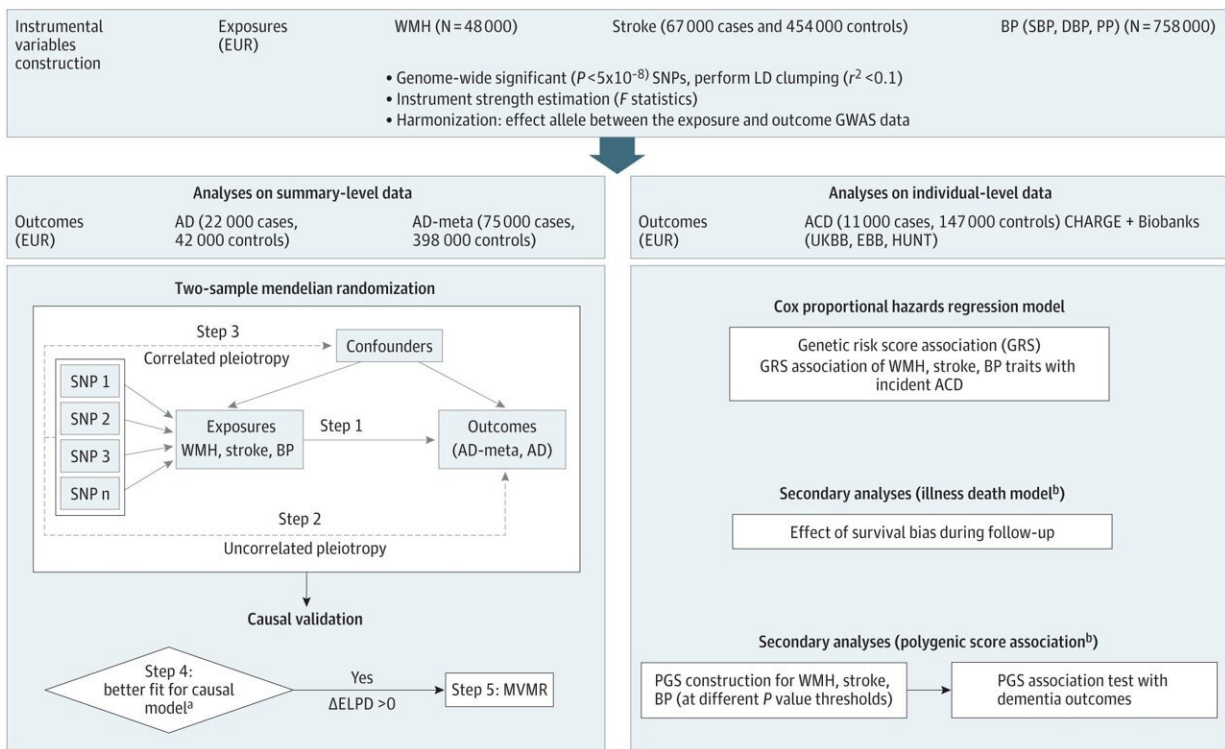 Instrumental
variables
construction
Exposures
(EUR)
WMH (N = 48 000)
Stroke (67 000 cases and 454 000 controls)
BP (SBP, DBP, PP) (N = 758 000)
• Genome-wide significant (P < 5x10⁻⁸) SNPs, perform LD clumping (r² < 0.1)
• Instrument strength estimation (F statistics)
• Harmonization: effect allele between the exposure and outcome GWAS data
Analyses on summary-level data
Outcomes
(EUR)
AD (22 000 cases,
42 000 controls)
AD-meta (75 000 cases,
398 000 controls)
Two-sample mendelian randomization
Step 3
Correlated pleiotropy
Confounders
SNP 1
SNP 2
SNP 3
SNP n
Exposures
WMH, stroke, BP
Step 1
Outcomes
(AD-meta, AD)
Step 2
Uncorrelated pleiotropy
Causal validation
Step 4:
better fit for causal
modelᵃ
Yes
ΔELPD >0
Step 5: MVMR
Analyses on individual-level data
Outcomes
(EUR)
ACD (11 000 cases, 147 000 controls) CHARGE + Biobanks
(UKBB, EBB, HUNT)
Cox proportional hazards regression model
Genetic risk score association (GRS)
GRS association of WMH, stroke, BP traits with
incident ACD
Secondary analyses (illness death modelᵇ)
Effect of survival bias during follow-up
Secondary analyses (polygenic score associationᵇ)
PGS construction for WMH, stroke,
BP (at different P value thresholds)
PGS association test with
dementia outcomes